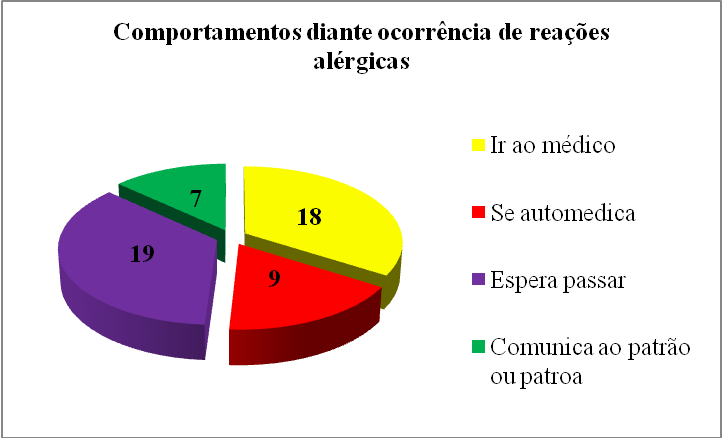 Comportamentos diante ocorrência de reações
alérgicas
7
18
19
9
Ir ao médico
Se automedica
Espera passar
Comunica ao patrão
ou patroa